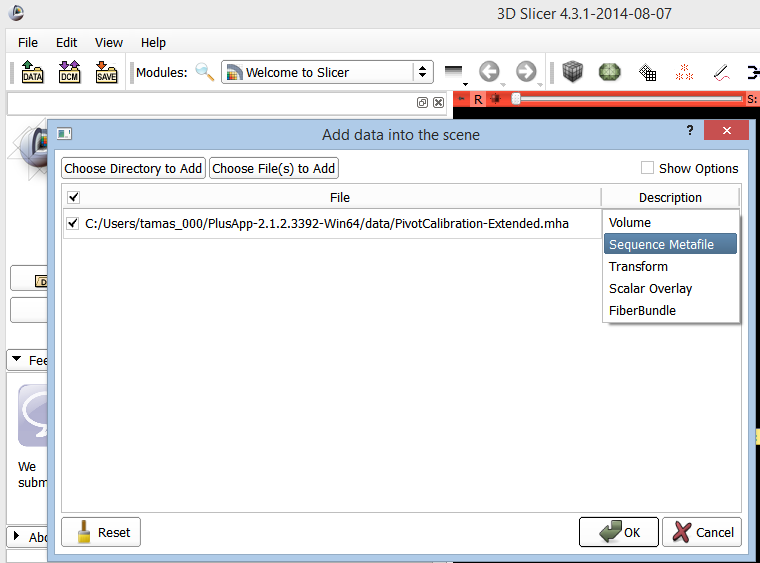 3D Slicer 4.3.1-2014-08-07
File Edit View Help
DATA DCM SAVE Modules: Welcome to Slicer
R S:
Add data into the scene
? ×
Choose Directory to Add Choose File(s) to Add Show Options
File Description
C:/Users/tamas_000/PlusApp-2.1.2.3392-Win64/data/PivotCalibration-Extended.mha
Volume
Sequence Metafile
Transform
Scalar Overlay
FiberBundle
Fee
We
subm
Abo
Reset OK Cancel